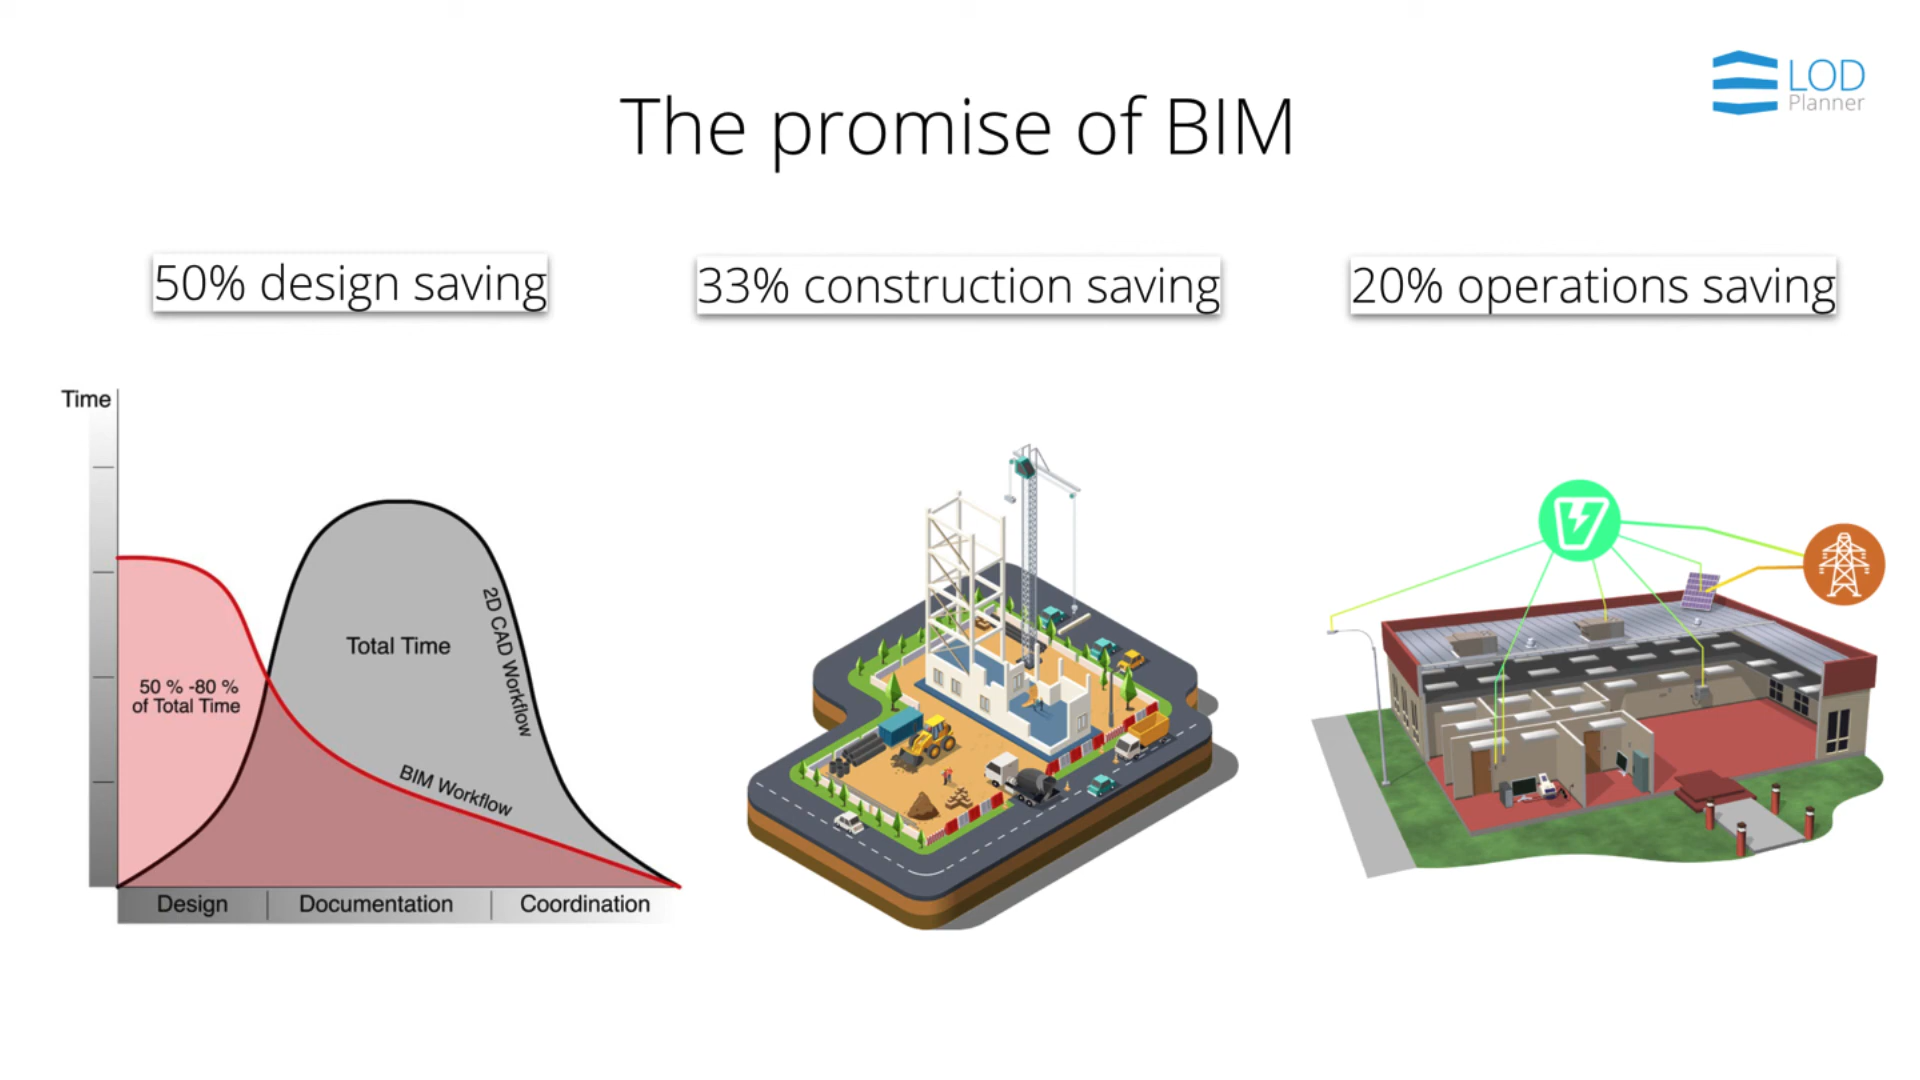 LOD
Planner
The promise of BIM
50% design saving
33% construction saving
20% operations saving
Time
2D CAD Workflow
Total Time
50 % -80 %
of Total Time
BIM Workflow
Design
Documentation
Coordination